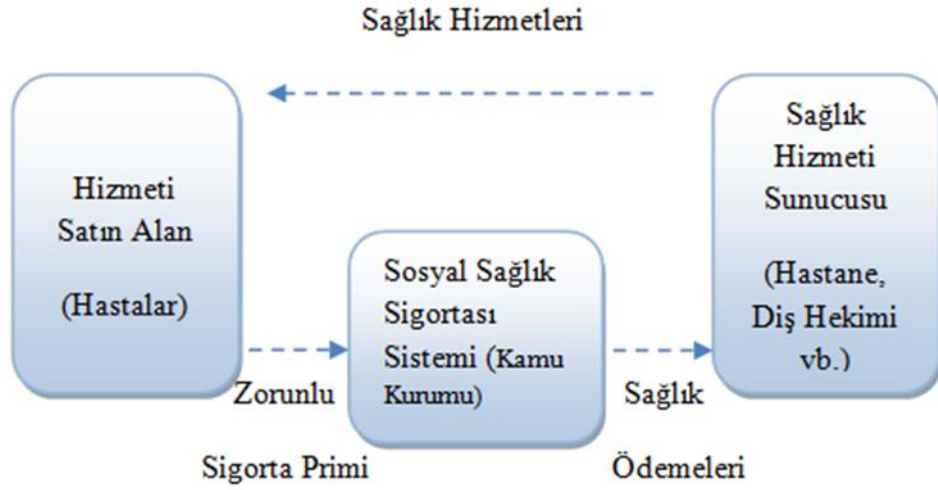 Sağlık Hizmetleri
Hizmeti
Satın Alan
(Hastalar)
Sosyal Sağlık
Sigortası
Sistemi (Kamu
Kurumu)
Sağlık
Hizmeti
Sunucusu
(Hastane,
Diş Hekimi
vb.)
Zorunlu
Sigorta Primi
Sağlık
Ödemeleri